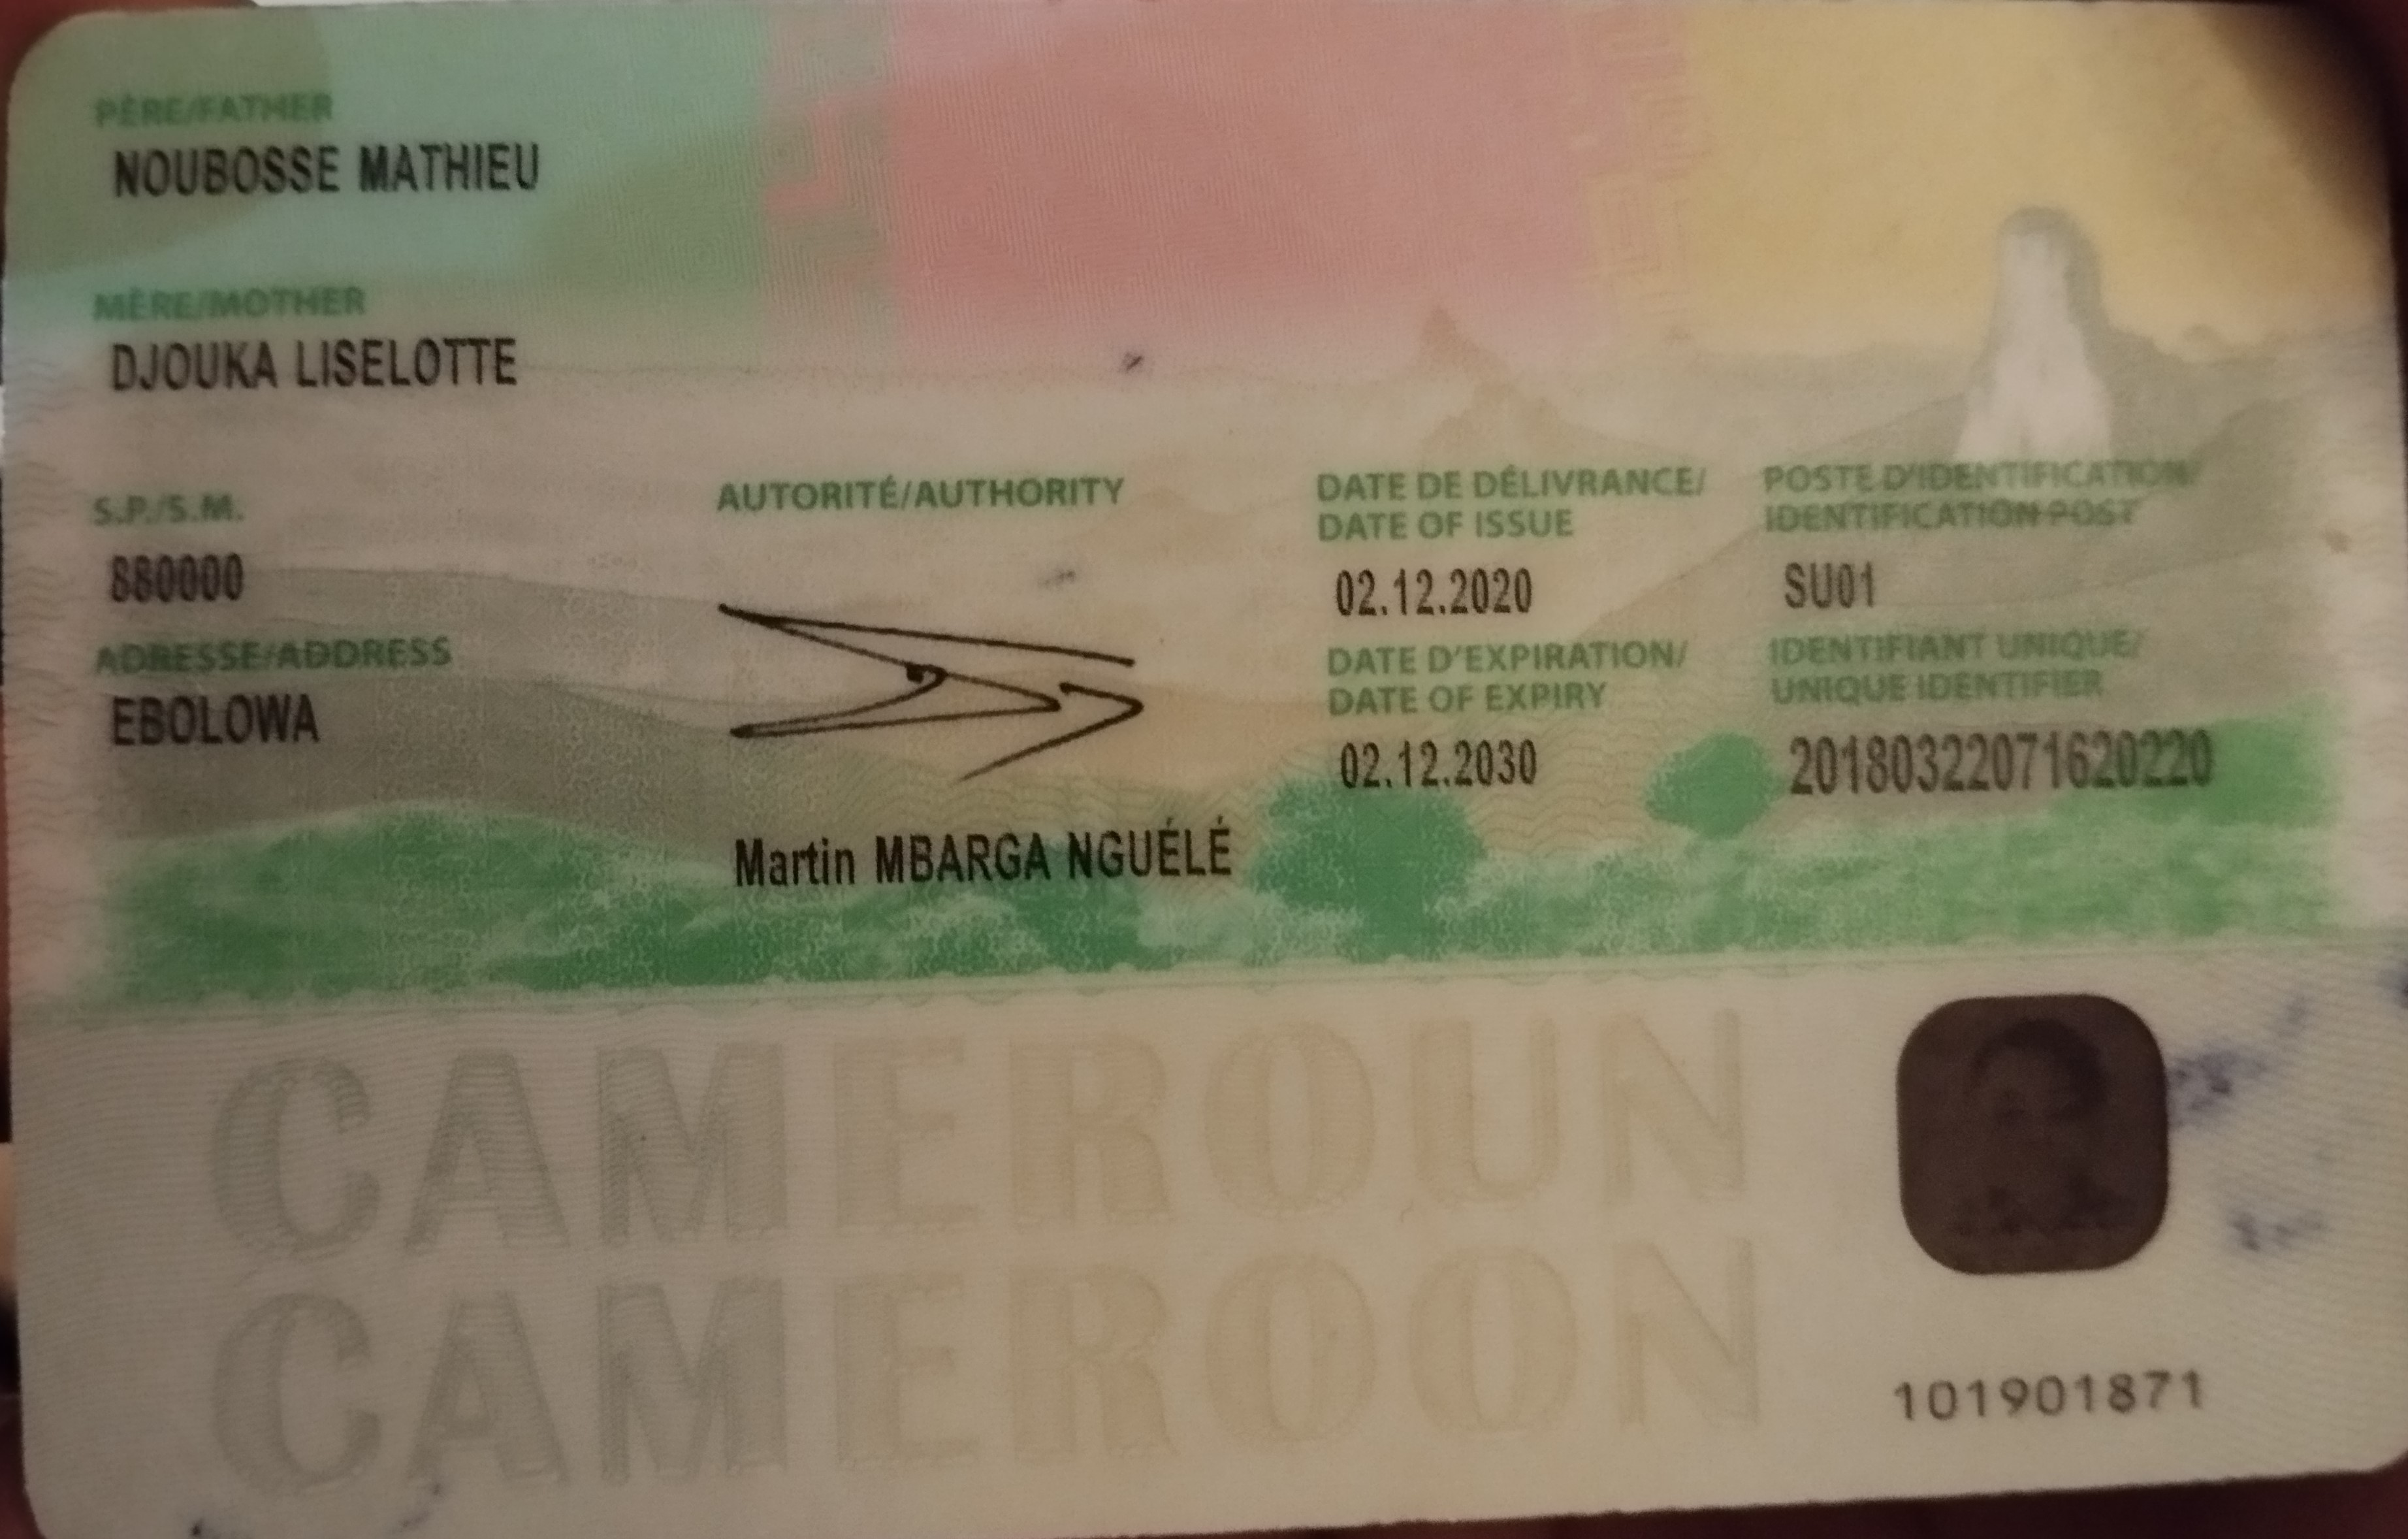 PÈRE/FATHER
NOUBOSSE MATHIEU
MÈRE/MOTHER
DJOUKA LISELOTTE
S.P./S.M.
880000
ADRESSE/ADDRESS
EBOLOWA
AUTORITÉ/AUTHORITY
Martin MBARGA NGUÉLÉ
DATE DE DÉLIVRANCE/
DATE OF ISSUE
02.12.2020
DATE D'EXPIRATION/
DATE OF EXPIRY
02.12.2030
POSTE D'IDENTIFICATION/
IDENTIFICATION POST
SU01
IDENTIFIANT UNIQUE/
UNIQUE IDENTIFIER
20180322071620220
CAMEROUN
CAMEROON
101901871